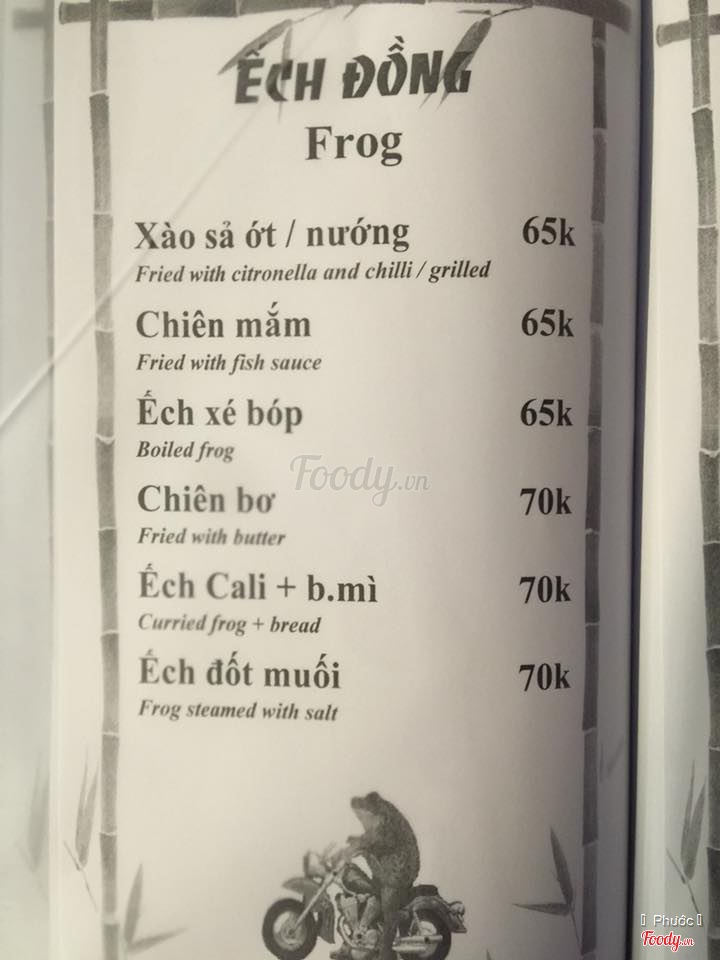 ẾCH ĐỒNG
Frog
Xào sả ớt / nướng 65k
Fried with citronella and chilli / grilled
Chiên mắm 65k
Fried with fish sauce
Ếch xé bóp 65k
Boiled frog
Foody.vn
Chiên bơ 70k
Fried with butter
Ếch Cali + b.mì 70k
Curried frog + bread
Ếch đốt muối 70k
Frog steamed with salt
Phước
Foody.vn